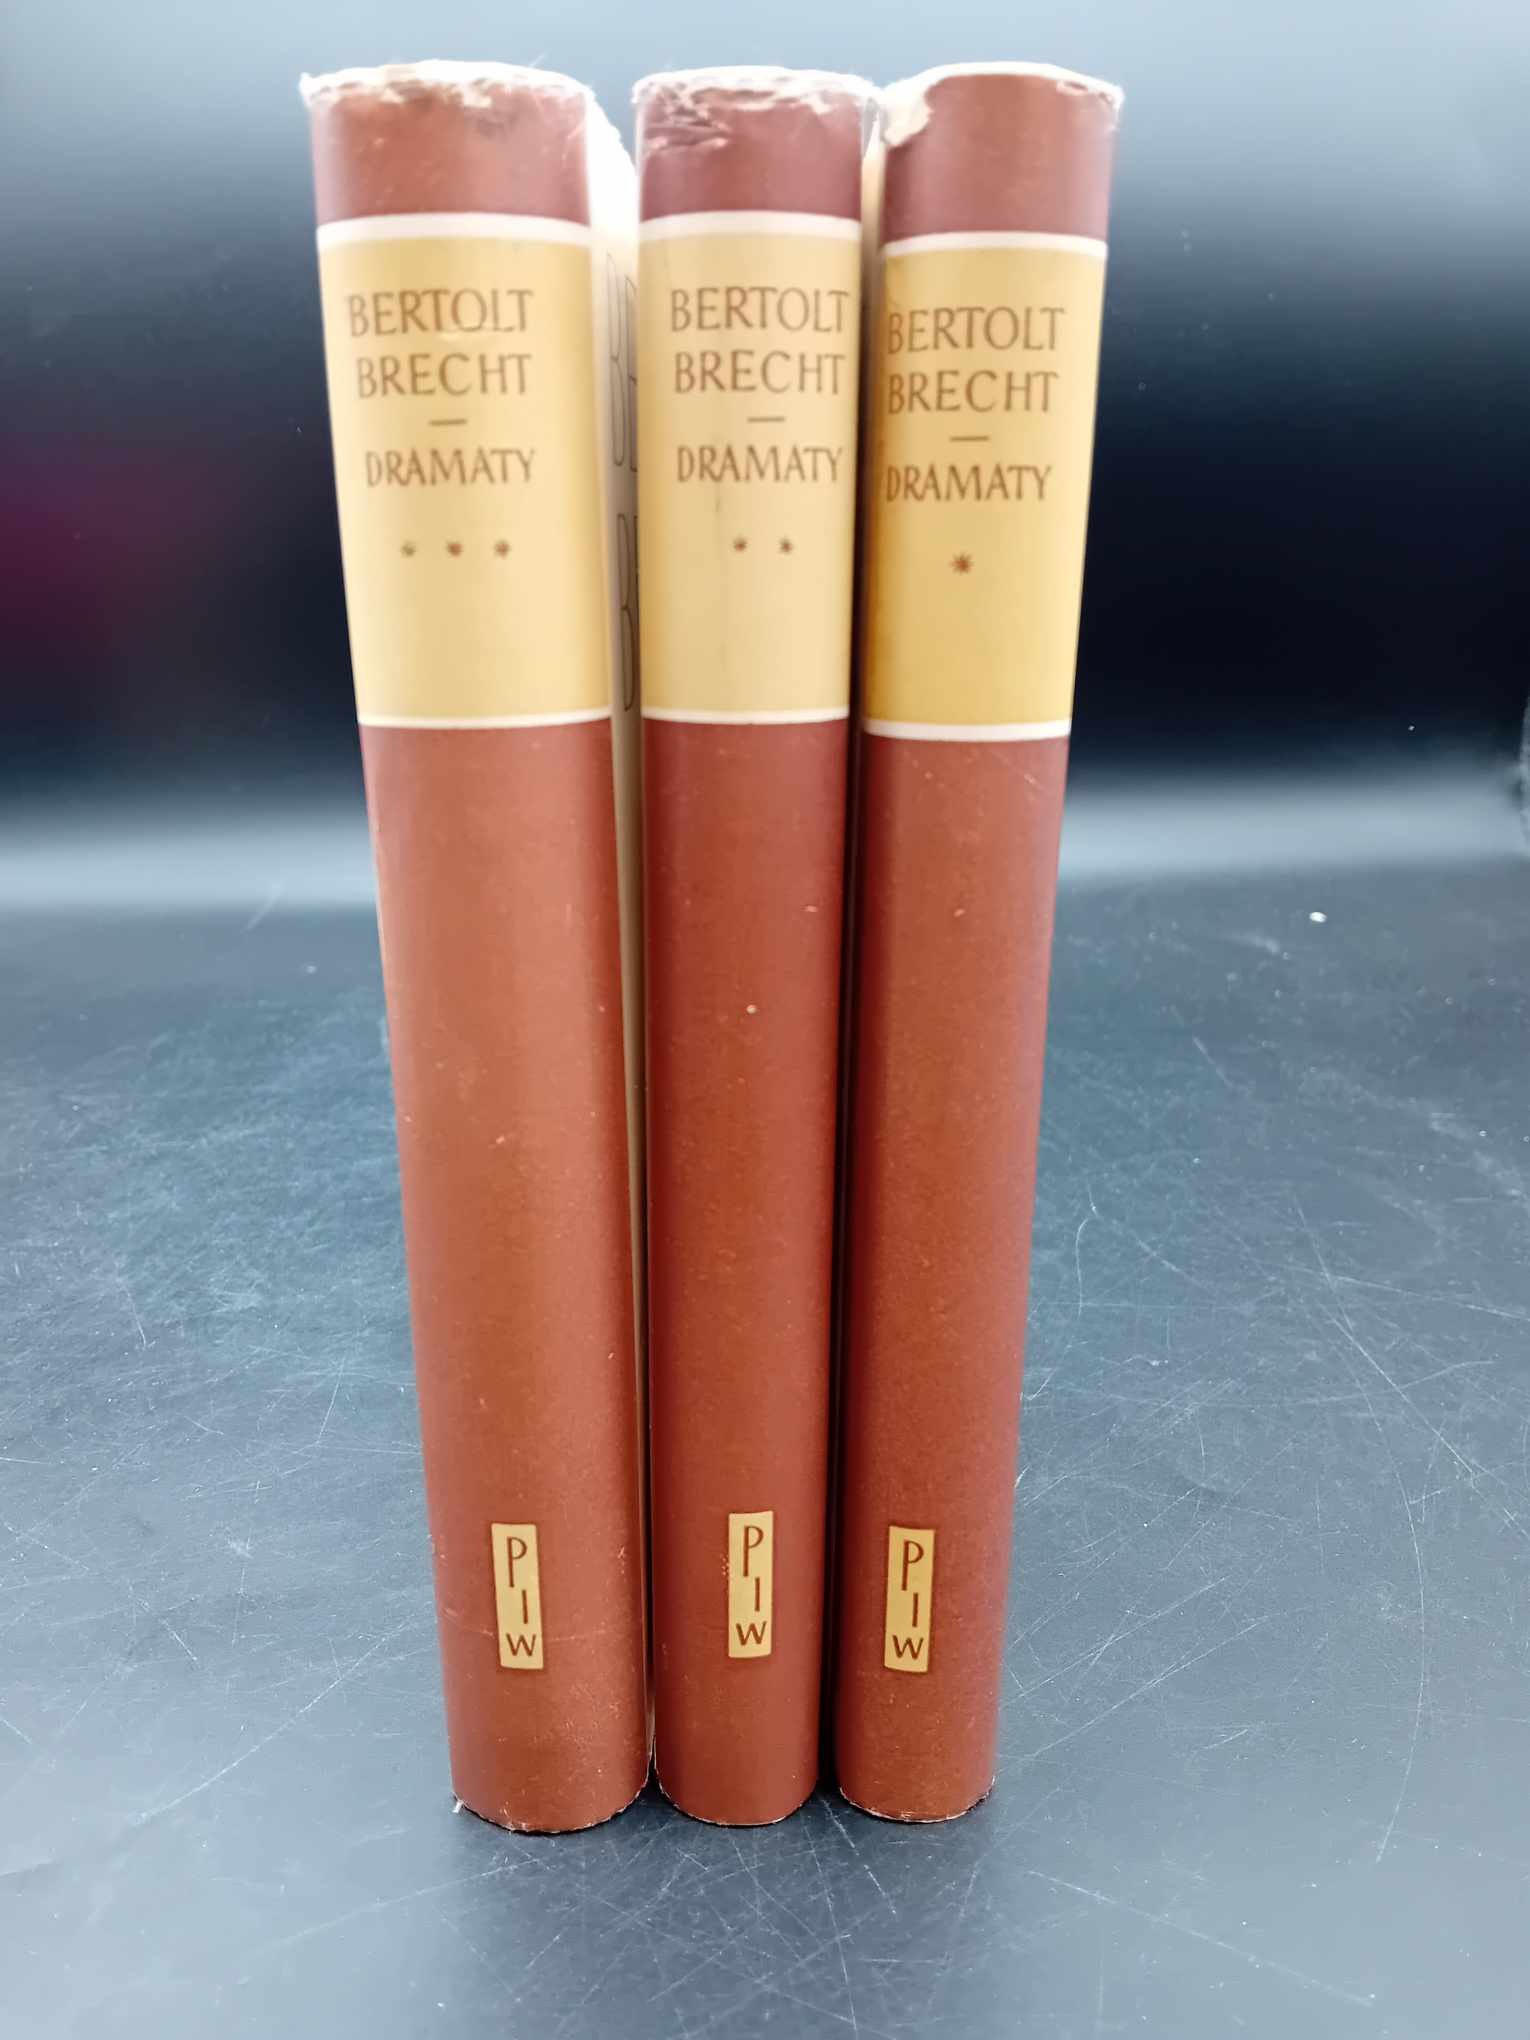 BERTOLT
BRECHT
—
DRAMATY
* * *
P
I
W
BERTOLT
BRECHT
—
DRAMATY
* *
P
I
W
BERTOLT
BRECHT
—
DRAMATY
*
P
I
W